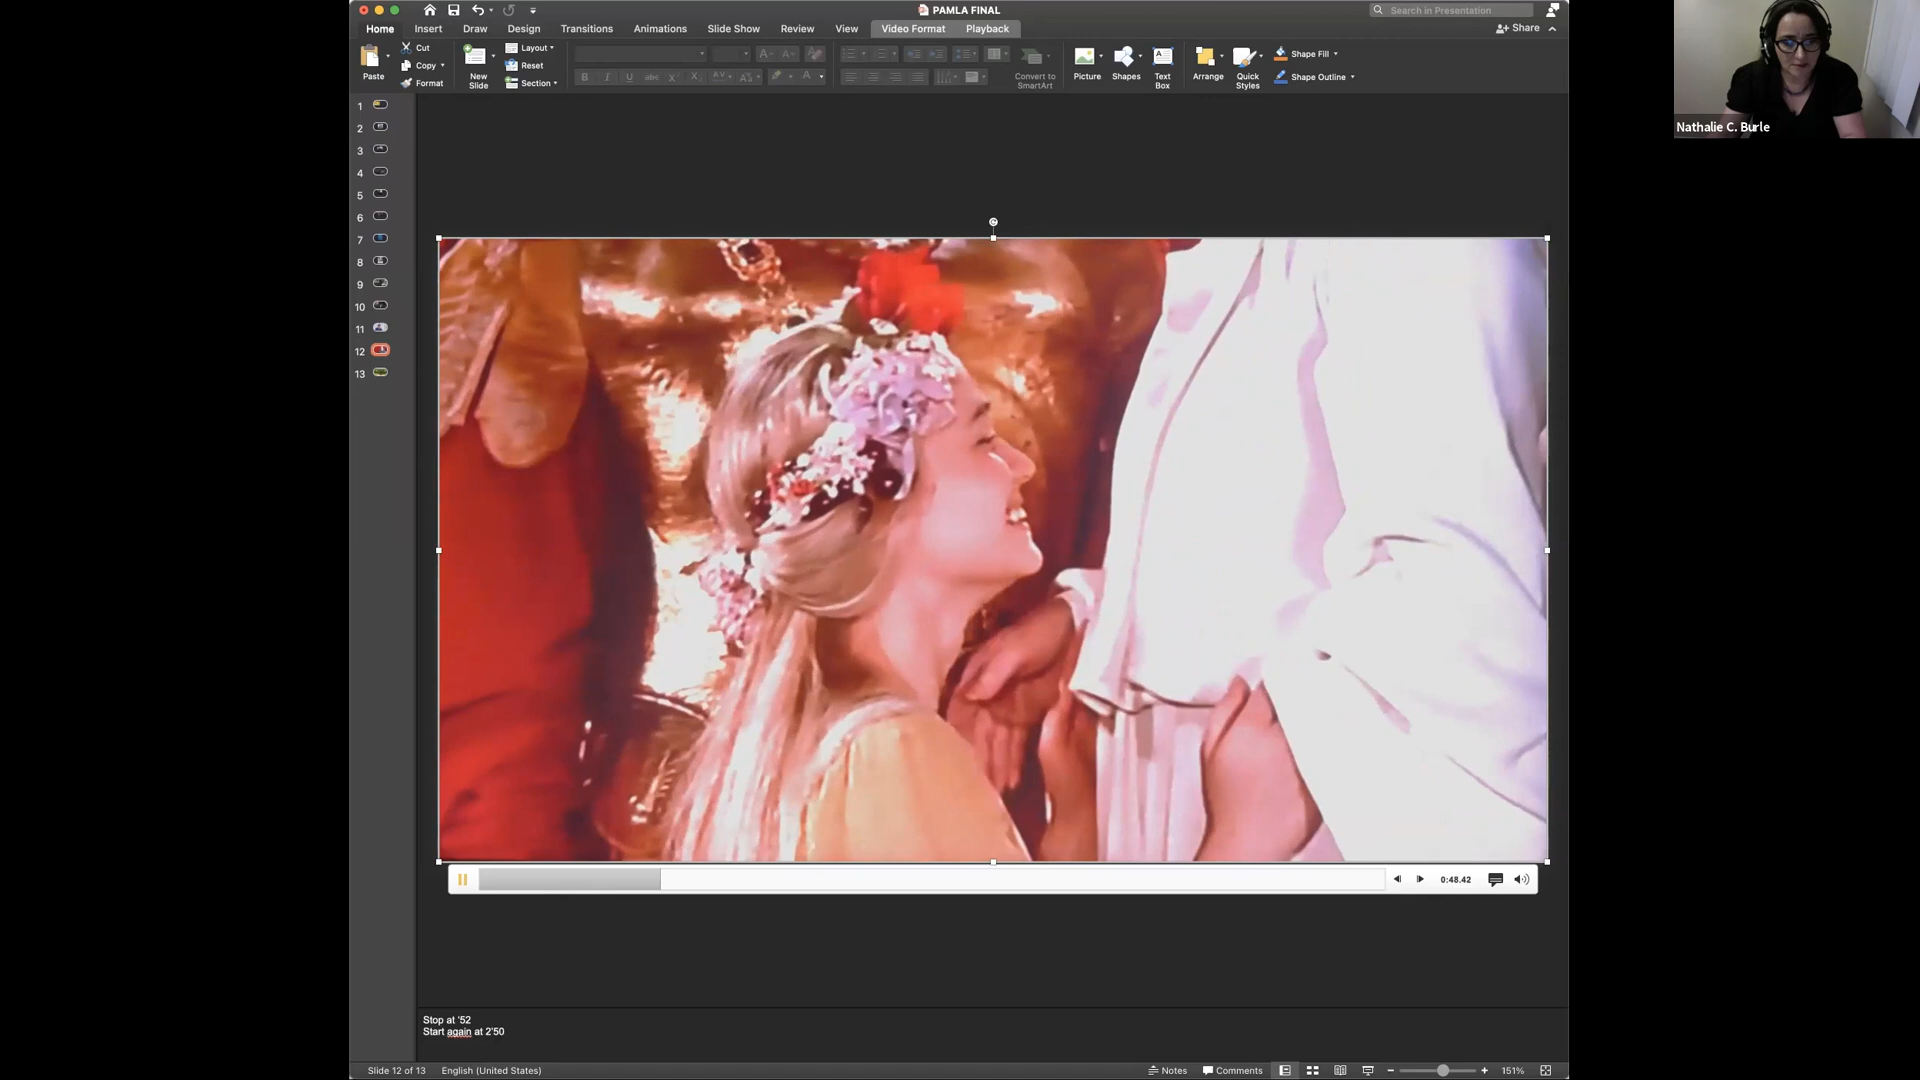 PAMLA FINAL
Search in Presentation
Home Insert Draw Design Transitions Animations Slide Show Review View Video Format Playback
Share
Paste
Cut
Copy
Format
New
Slide
Layout
Reset
Section
B I U abc
Convert to
SmartArt
Picture
Shapes
Text
Box
Arrange
Quick
Styles
Shape Fill
Shape Outline
1
2
3
4
5
6
7
8
9
10
11
12
13
Nathalie C. Burle
0:48.42
Stop at '52
Start again at 2'50
Slide 12 of 13 English (United States)
Notes Comments 151%